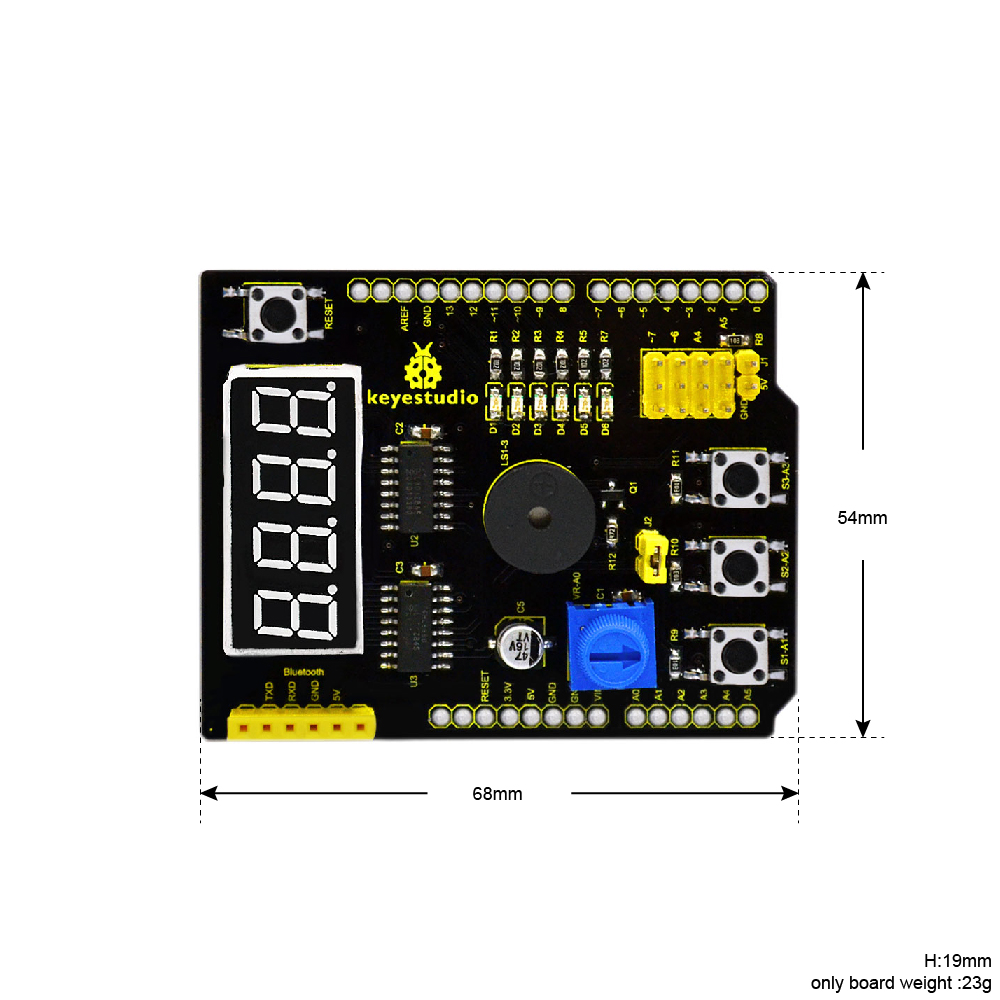 RESET
AREF
GND
13
12
~11
~10
~9
8
~7
~6
~5
4
~3
2
1
0
keyestudio
R1
R2
R3
R4
R5
R7
D1
D2
D3
D4
D5
D6
~7
~6
A4
A5
R8
J1
5V
GND
C2
U2
LS1-3
Q1
R12
J2
R11
S3-A3
R10
S2-A2
R9
S1-A1
C3
U3
C5
47
16V
VT
VR-A0
C1
Bluetooth
TXD
RXD
GND
5V
RESET
3.3V
5V
GND
VIN
A0
A1
A2
A3
A4
A5
54mm
68mm
H:19mm
only board weight :23g